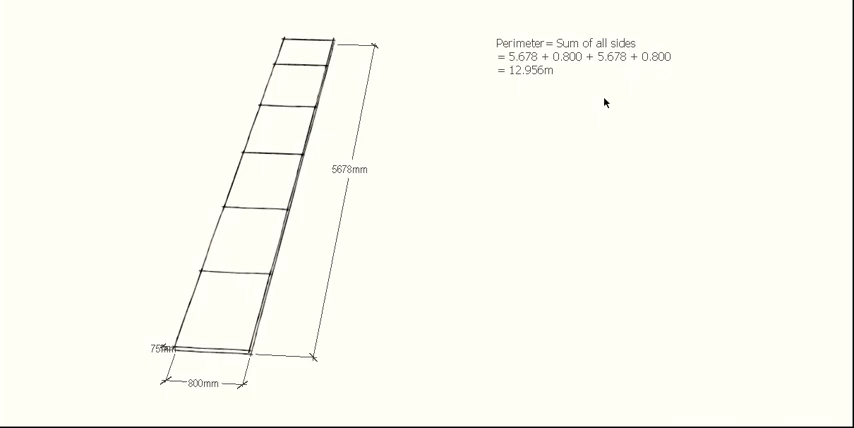 Perimeter = Sum of all sides
= 5.678 + 0.800 + 5.678 + 0.800
= 12.956m
5678mm
75mm
800mm